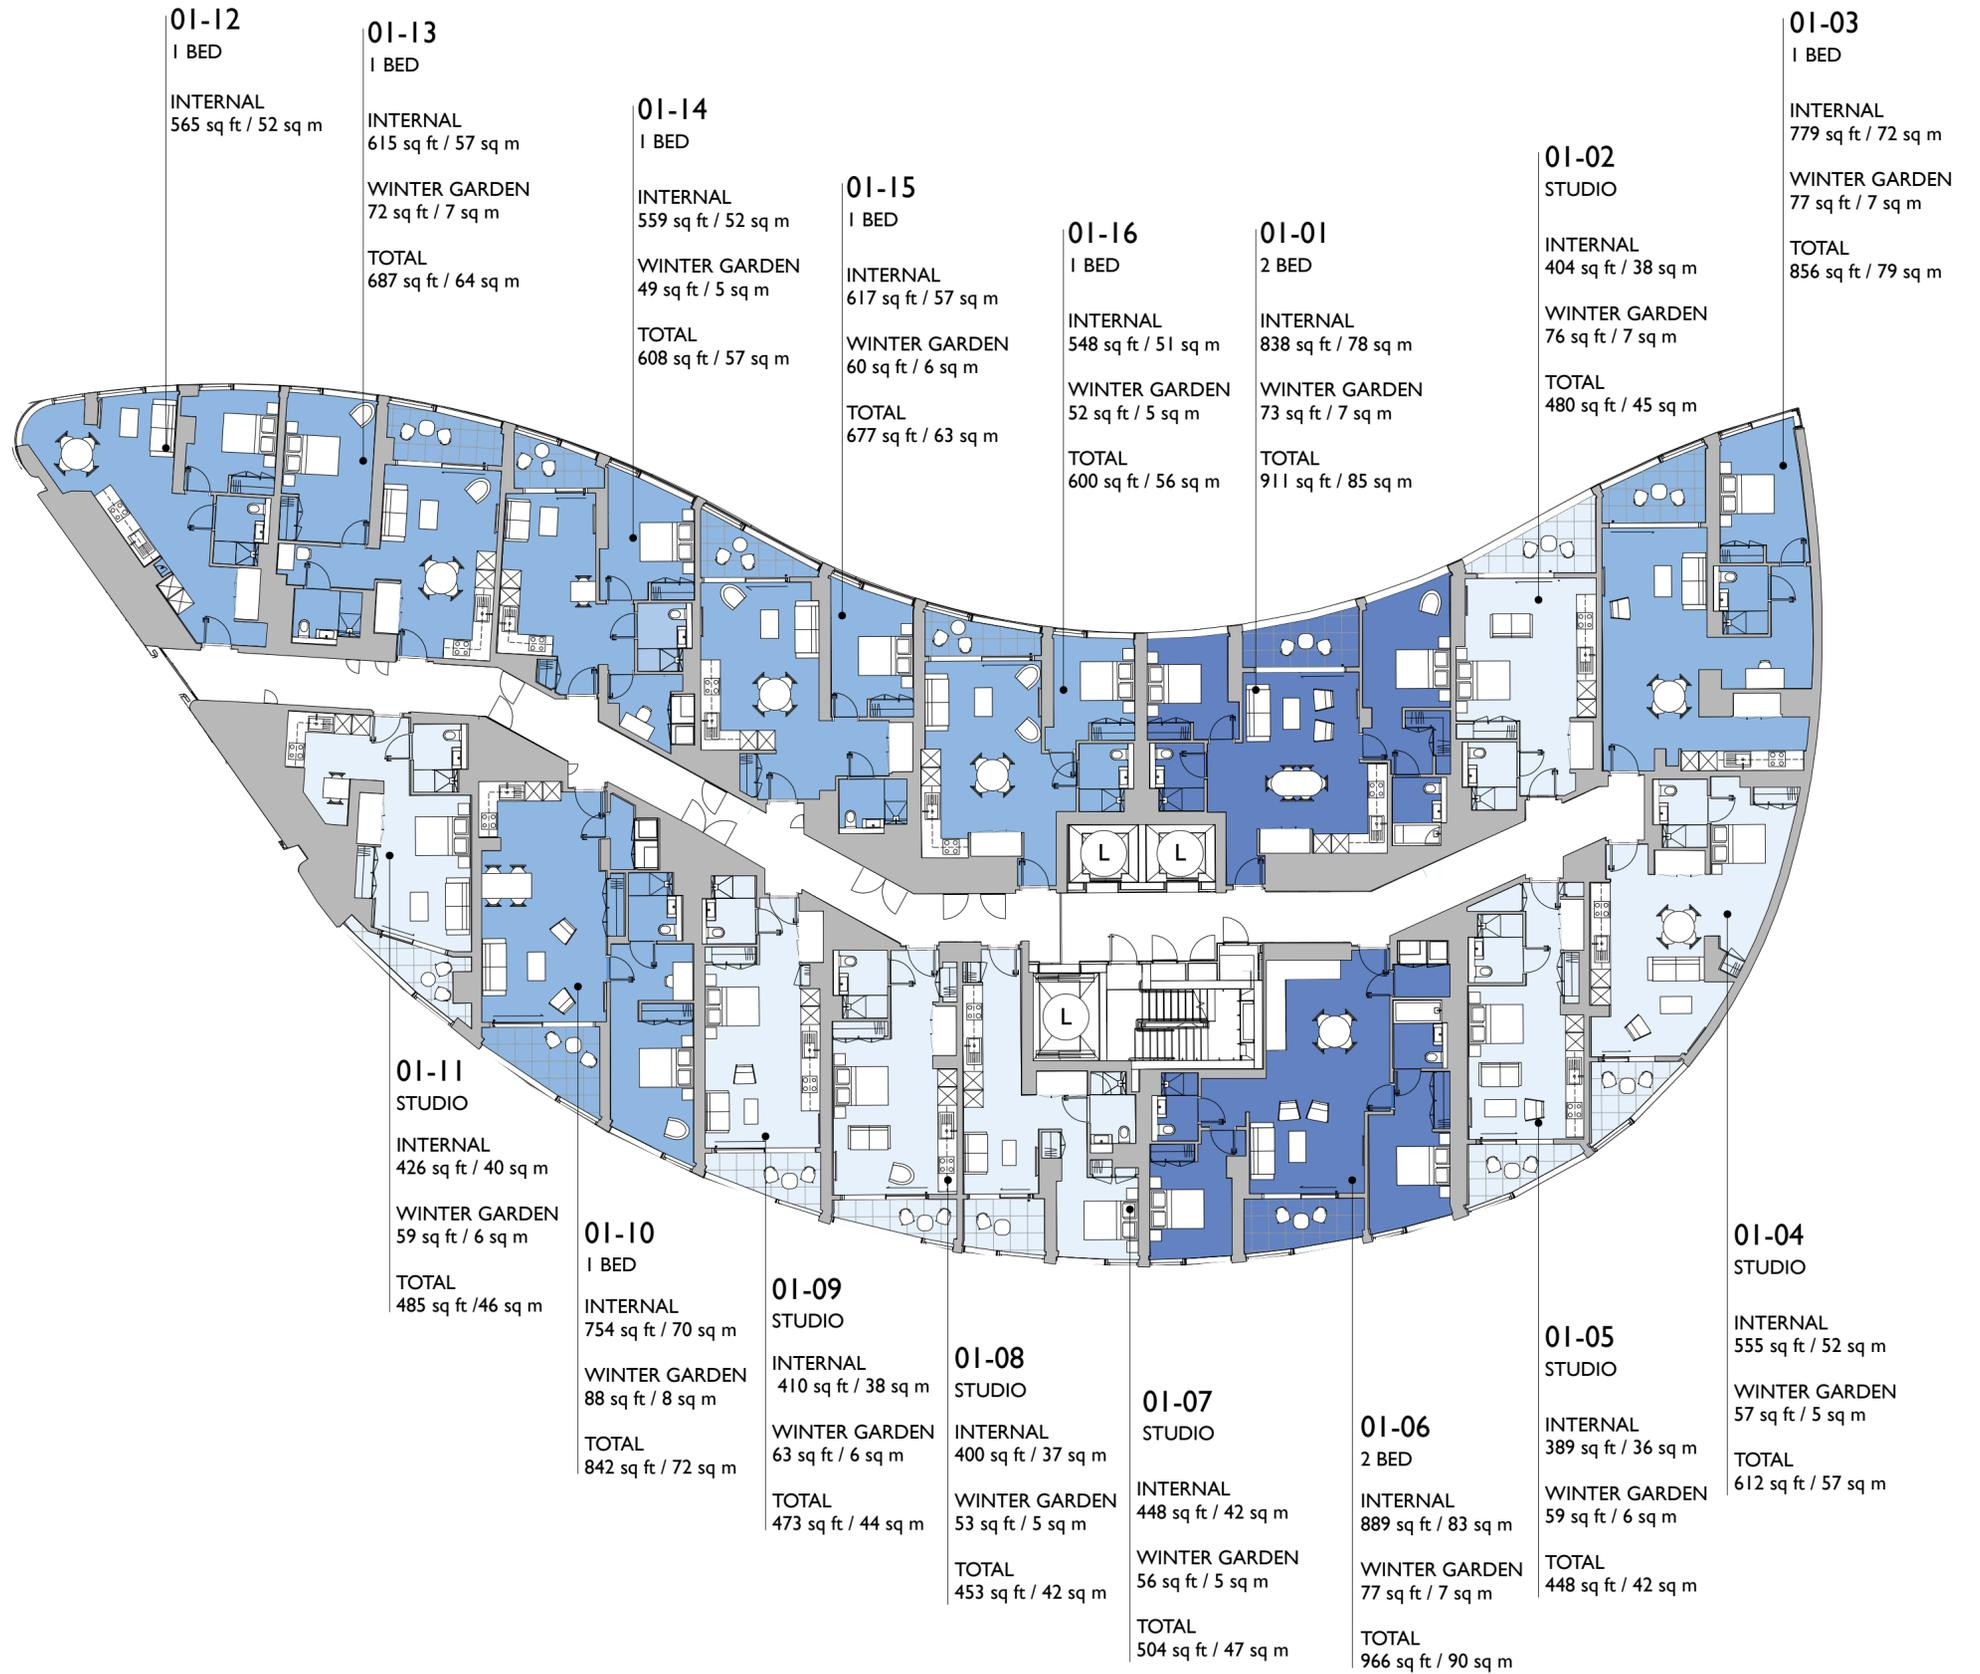 01-12
1 BED
INTERNAL
565 sq ft / 52 sq m
01-13
1 BED
INTERNAL
615 sq ft / 57 sq m
WINTER GARDEN
72 sq ft / 7 sq m
TOTAL
687 sq ft / 64 sq m
01-14
1 BED
INTERNAL
559 sq ft / 52 sq m
WINTER GARDEN
49 sq ft / 5 sq m
TOTAL
608 sq ft / 57 sq m
01-15
1 BED
INTERNAL
617 sq ft / 57 sq m
WINTER GARDEN
60 sq ft / 6 sq m
TOTAL
677 sq ft / 63 sq m
01-16
1 BED
INTERNAL
548 sq ft / 51 sq m
WINTER GARDEN
52 sq ft / 5 sq m
TOTAL
600 sq ft / 56 sq m
01-01
2 BED
INTERNAL
838 sq ft / 78 sq m
WINTER GARDEN
73 sq ft / 7 sq m
TOTAL
911 sq ft / 85 sq m
01-02
STUDIO
INTERNAL
404 sq ft / 38 sq m
WINTER GARDEN
76 sq ft / 7 sq m
TOTAL
480 sq ft / 45 sq m
01-03
1 BED
INTERNAL
779 sq ft / 72 sq m
WINTER GARDEN
77 sq ft / 7 sq m
TOTAL
856 sq ft / 79 sq m
L
L
L
01-11
STUDIO
INTERNAL
426 sq ft / 40 sq m
WINTER GARDEN
59 sq ft / 6 sq m
TOTAL
485 sq ft /46 sq m
01-10
1 BED
INTERNAL
754 sq ft / 70 sq m
WINTER GARDEN
88 sq ft / 8 sq m
TOTAL
842 sq ft / 72 sq m
01-09
STUDIO
INTERNAL
410 sq ft / 38 sq m
WINTER GARDEN
63 sq ft / 6 sq m
TOTAL
473 sq ft / 44 sq m
01-08
STUDIO
INTERNAL
400 sq ft / 37 sq m
WINTER GARDEN
53 sq ft / 5 sq m
TOTAL
453 sq ft / 42 sq m
01-07
STUDIO
INTERNAL
448 sq ft / 42 sq m
WINTER GARDEN
56 sq ft / 5 sq m
TOTAL
504 sq ft / 47 sq m
01-06
2 BED
INTERNAL
889 sq ft / 83 sq m
WINTER GARDEN
77 sq ft / 7 sq m
TOTAL
966 sq ft / 90 sq m
01-05
STUDIO
INTERNAL
389 sq ft / 36 sq m
WINTER GARDEN
59 sq ft / 6 sq m
TOTAL
448 sq ft / 42 sq m
01-04
STUDIO
INTERNAL
555 sq ft / 52 sq m
WINTER GARDEN
57 sq ft / 5 sq m
TOTAL
612 sq ft / 57 sq m